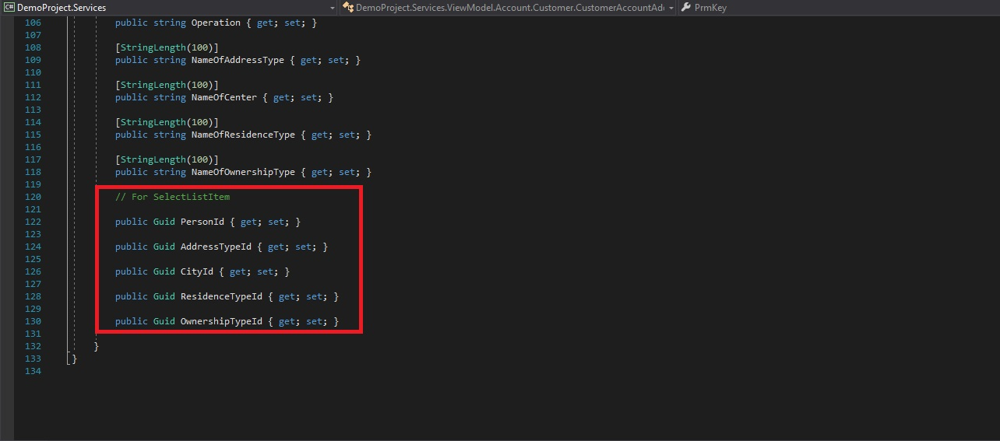 C# DemoProject.Services DemoProject.Services.ViewModel.Account.Customer.CustomerAccountAd PrmKey
106 public string Operation { get; set; }
107
108 [StringLength(100)]
109 public string NameOfAddressType { get; set; }
110
111 [StringLength(100)]
112 public string NameOfCenter { get; set; }
113
114 [StringLength(100)]
115 public string NameOfResidenceType { get; set; }
116
117 [StringLength(100)]
118 public string NameOfOwnershipType { get; set; }
119
120 // For SelectListItem
121
122 public Guid PersonId { get; set; }
123
124 public Guid AddressTypeId { get; set; }
125
126 public Guid CityId { get; set; }
127
128 public Guid ResidenceTypeId { get; set; }
129
130 public Guid OwnershipTypeId { get; set; }
131
132 }
133 }
134